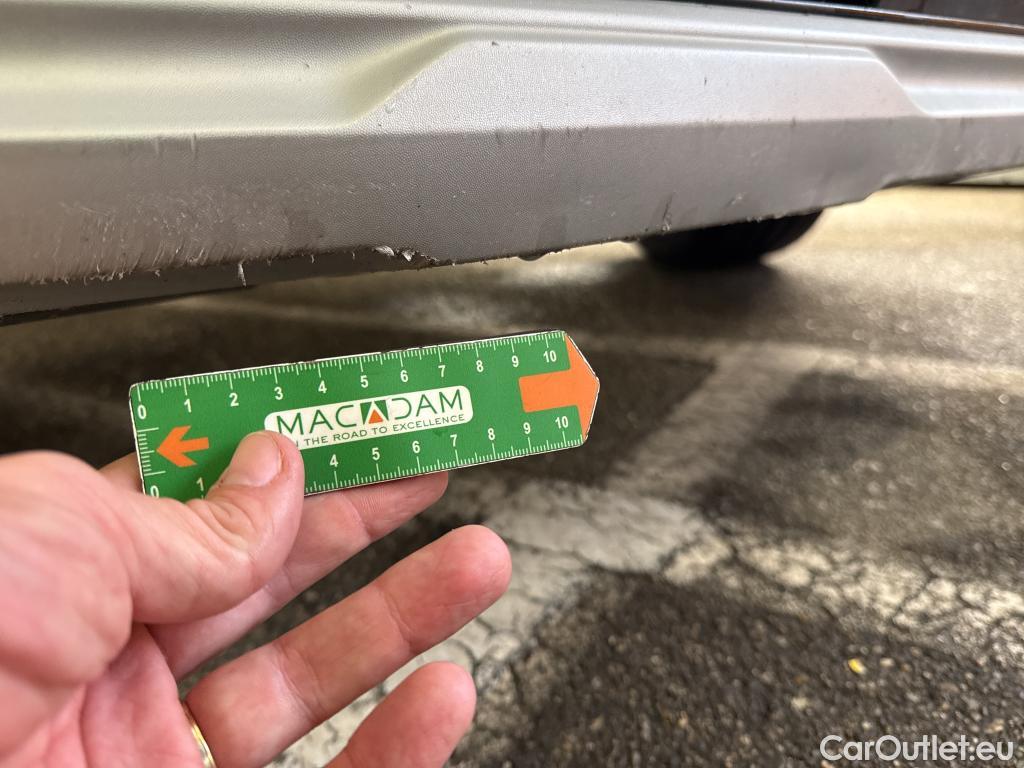 0 1 2 3 4 5 6 7 8 9 10
MACADAM
N THE ROAD TO EXCELLENCE
0 1 4 5 6 7 8 9 10
CarOutlet.eu